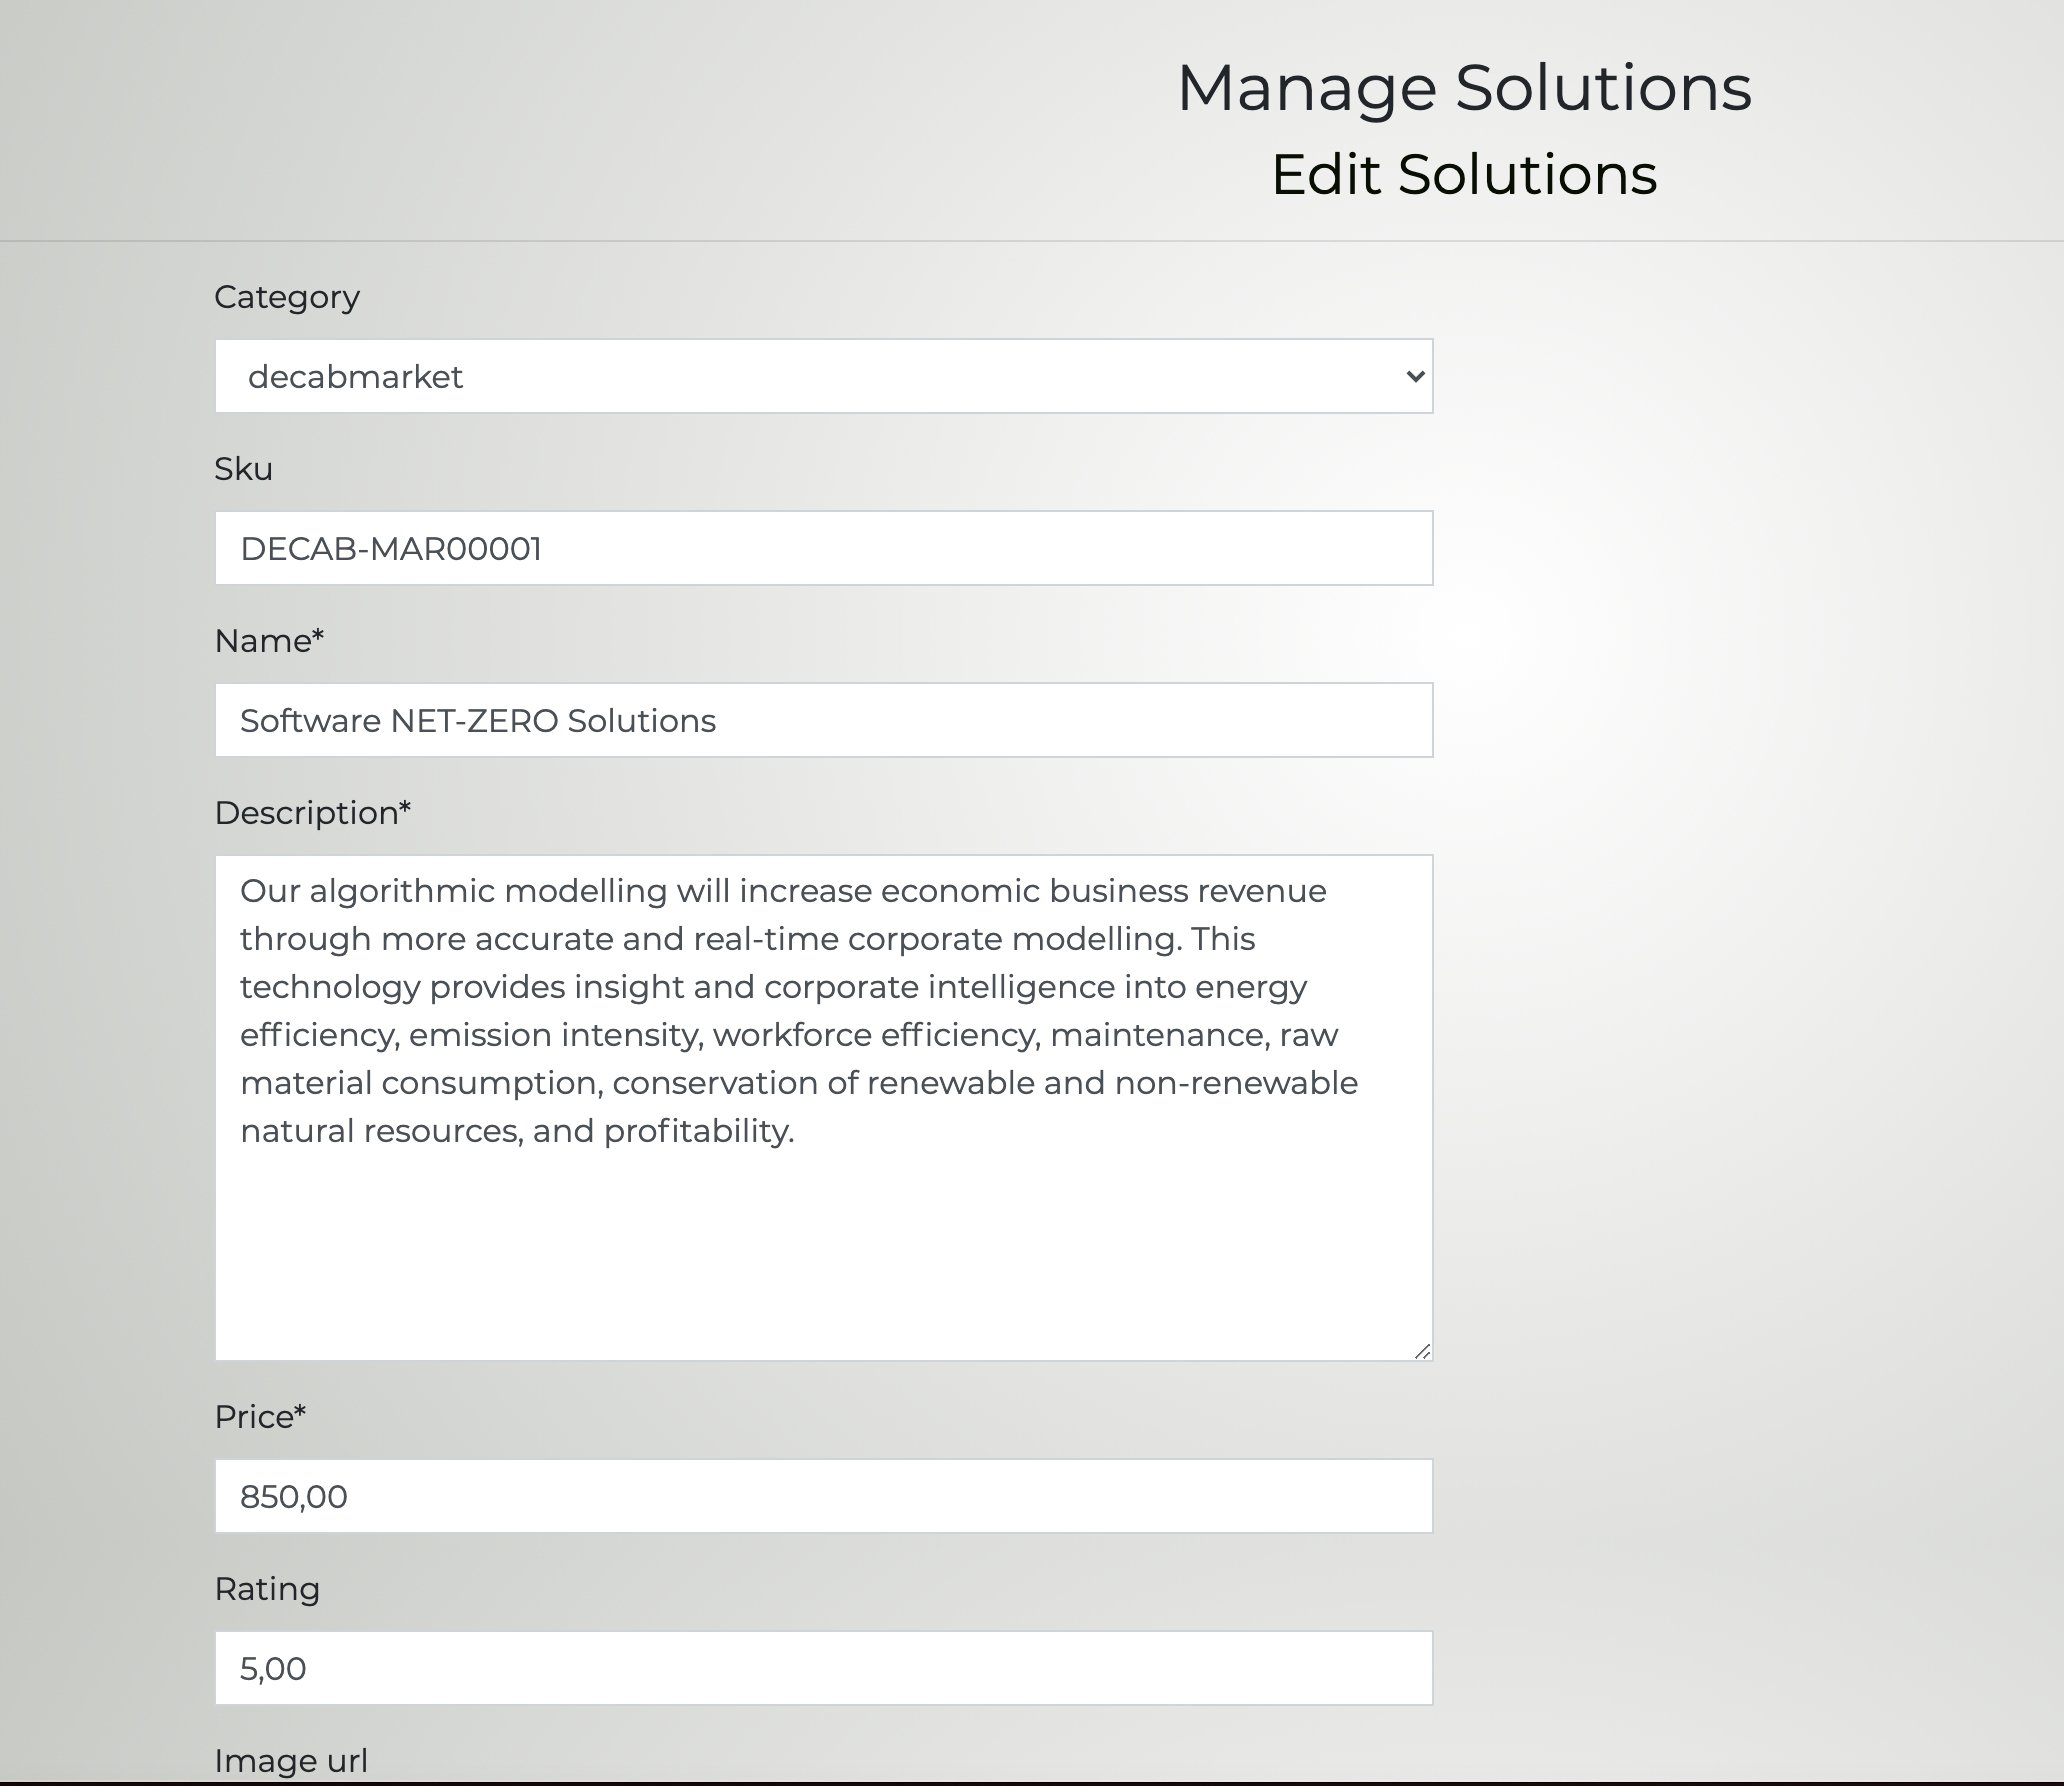 Manage Solutions
Edit Solutions
Category
decabmarket
Sku
DECAB-MAR00001
Name*
Software NET-ZERO Solutions
Description*
Our algorithmic modelling will increase economic business revenue
through more accurate and real-time corporate modelling. This
technology provides insight and corporate intelligence into energy
efficiency, emission intensity, workforce efficiency, maintenance, raw
material consumption, conservation of renewable and non-renewable
natural resources, and profitability.
Price*
850,00
Rating
5,00
Image url